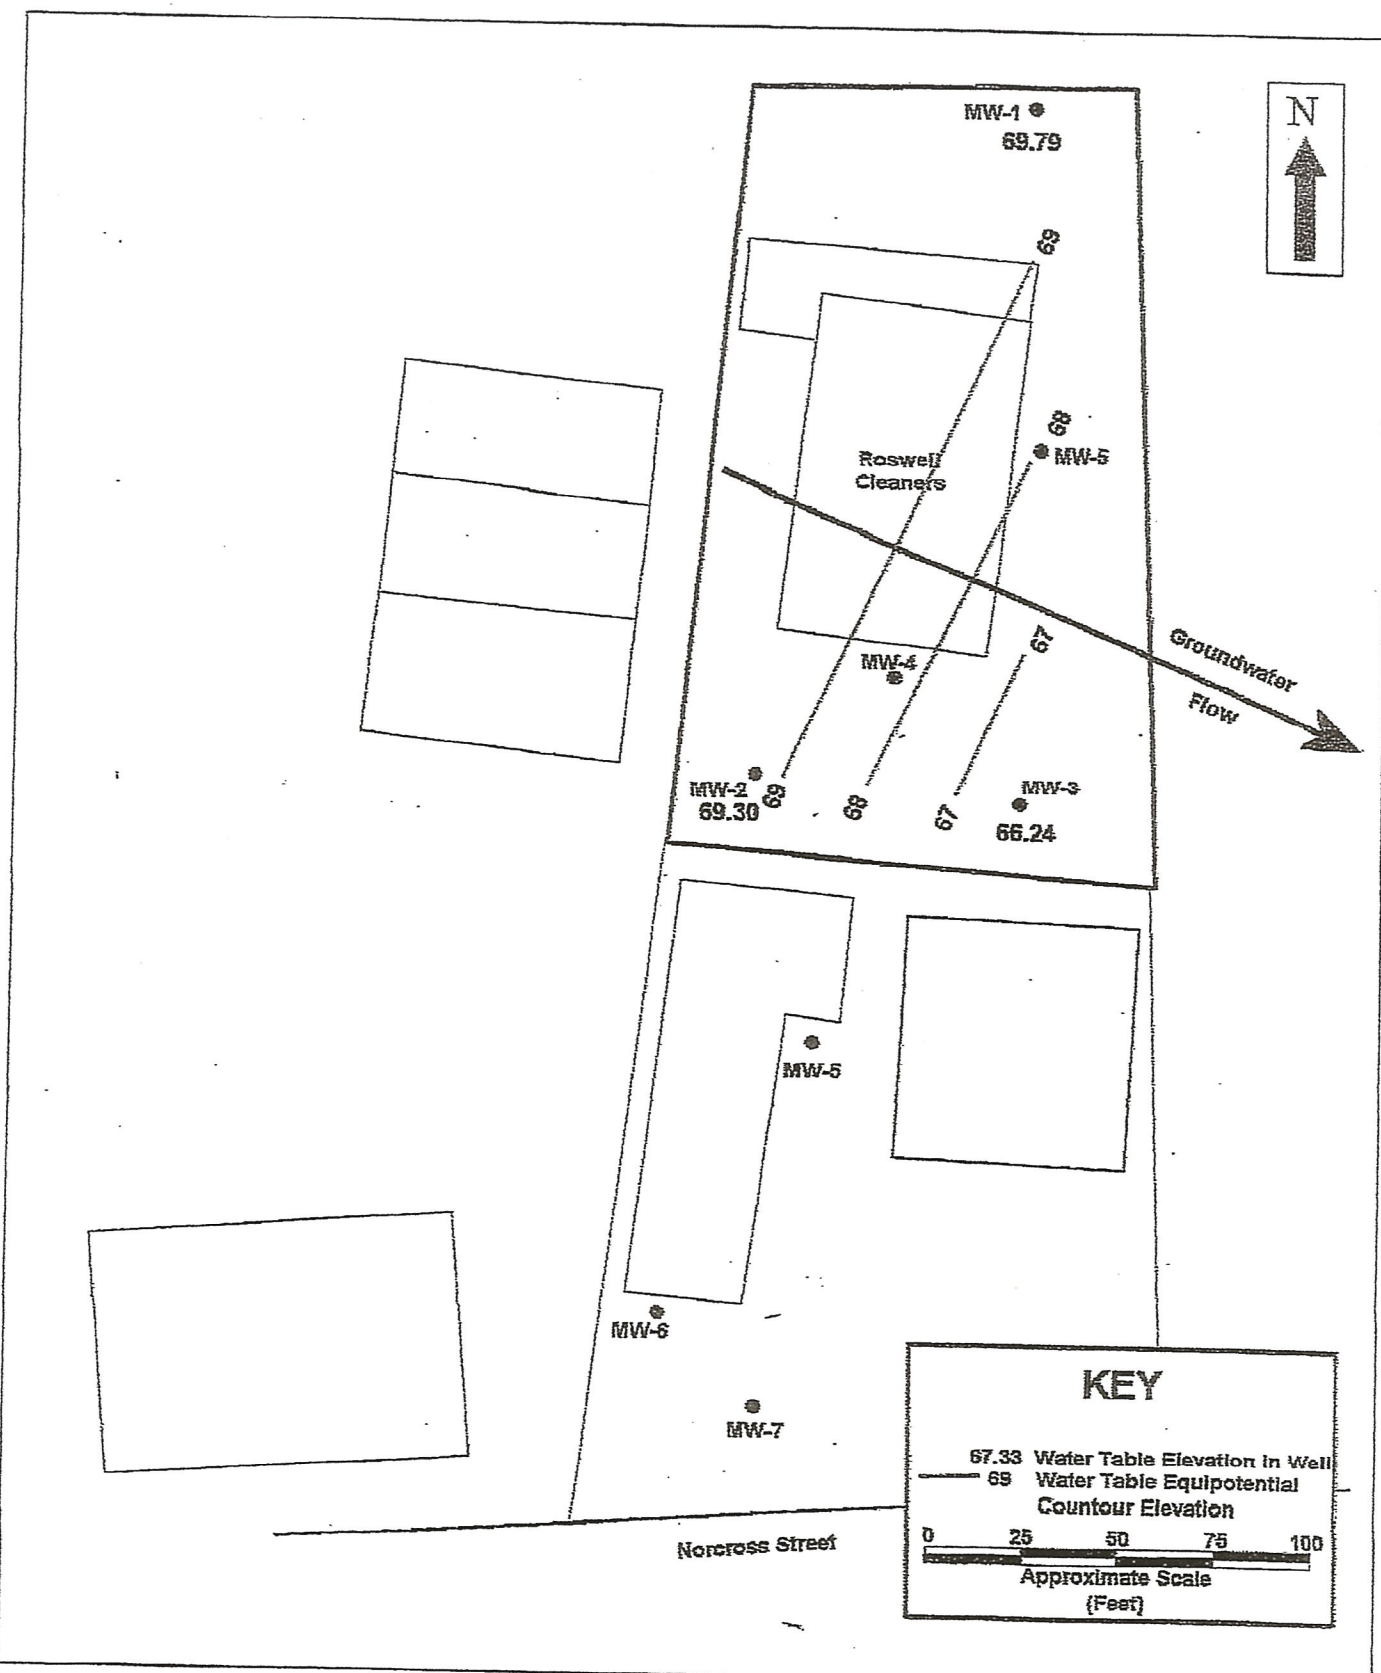 N
MW-1
69.79
69
68
MW-5
Roswell
Cleaners
67
Groundwater
Flow
MW-4
MW-2
69.30
69
68
67
MW-3
66.24
MW-5
MW-6
MW-7
Norcross Street
KEY
67.33 Water Table Elevation in Well
69 Water Table Equipotential
Countour Elevation
0 25 50 75 100
Approximate Scale
(Feet)